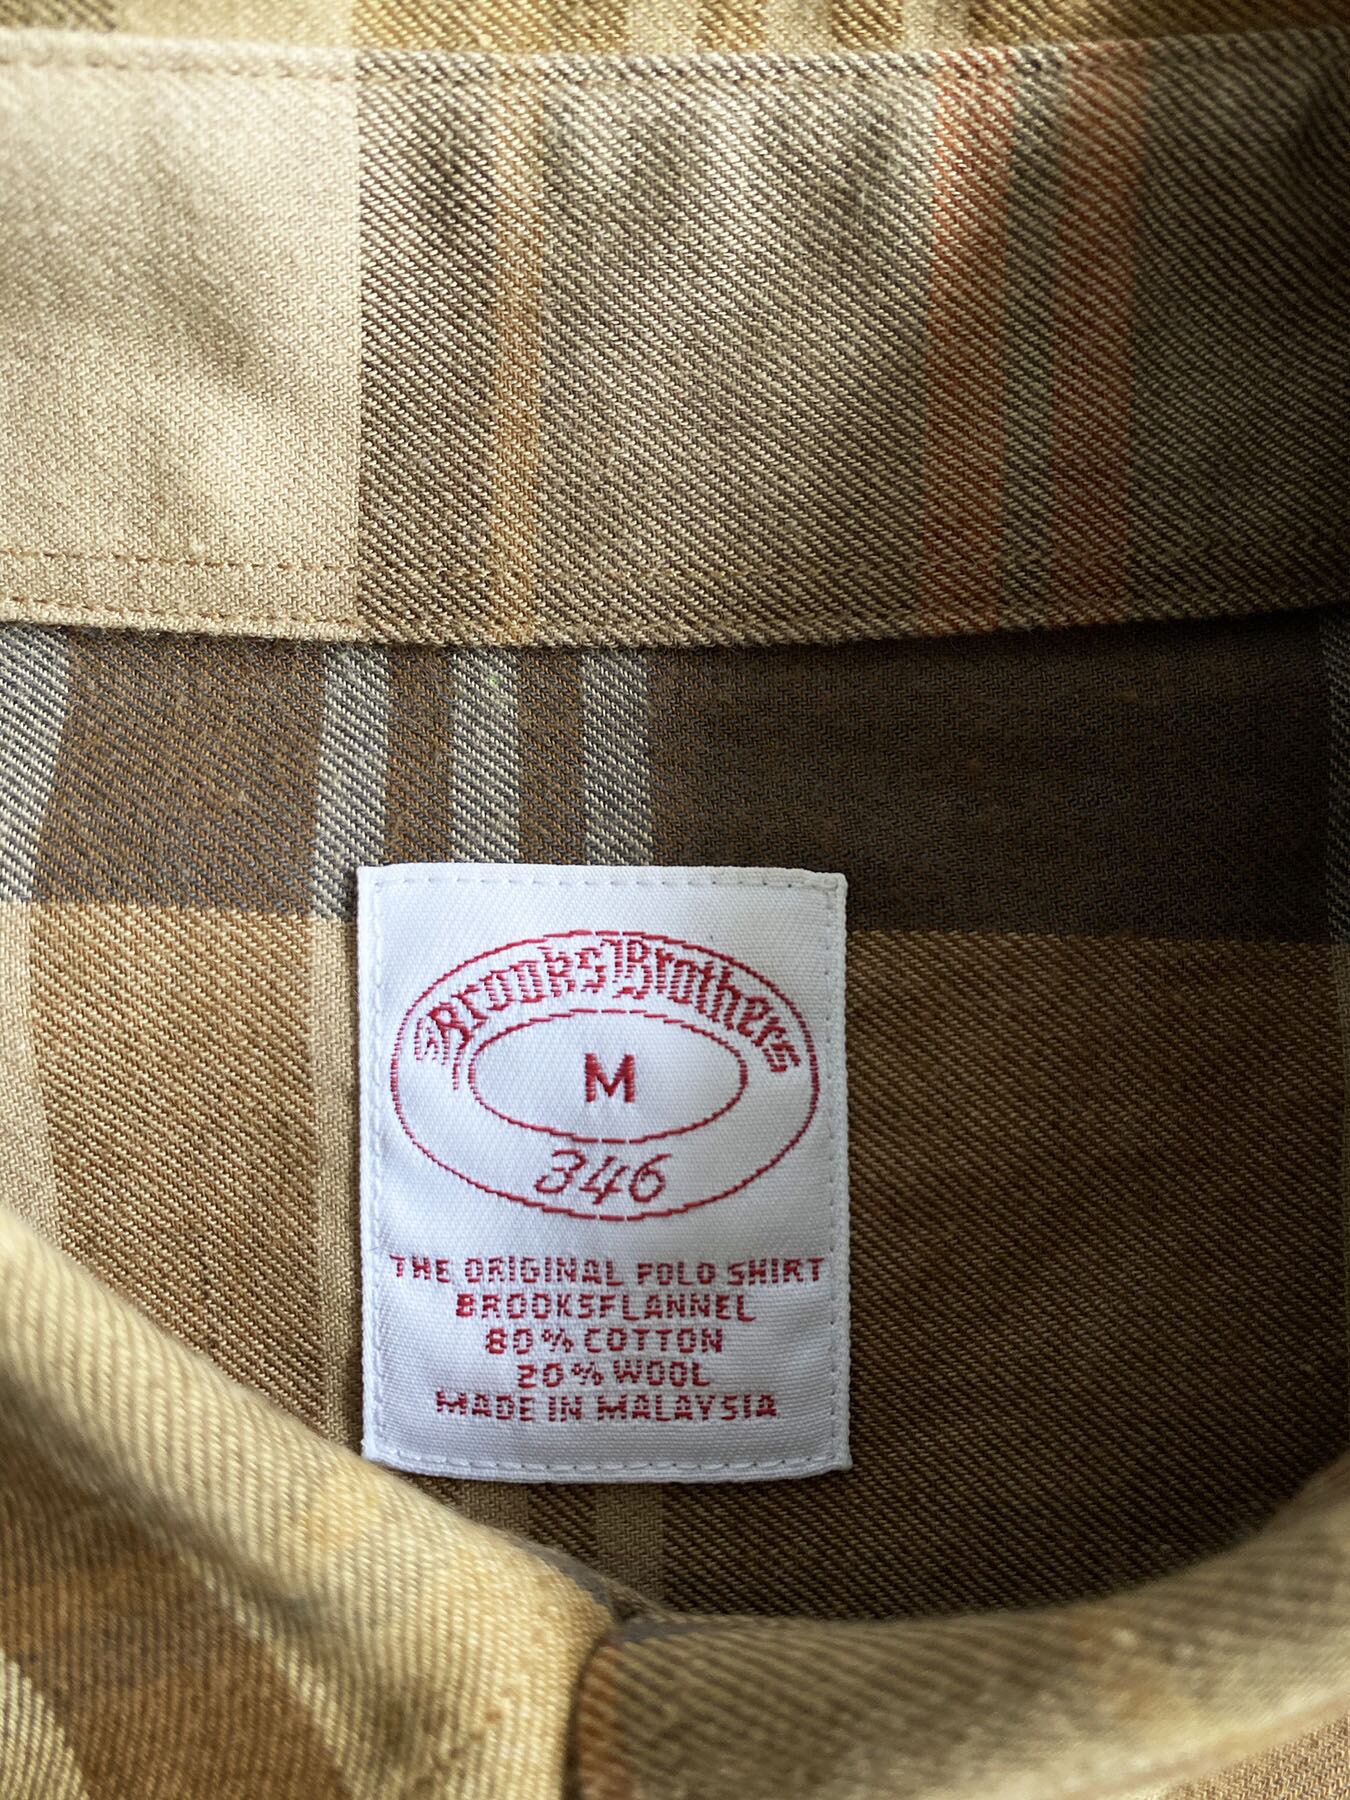 Brooks Brothers
M
346
THE ORIGINAL POLO SHIRT
BROOKSFLANNEL
80% COTTON
20% WOOL
MADE IN MALAYSIA